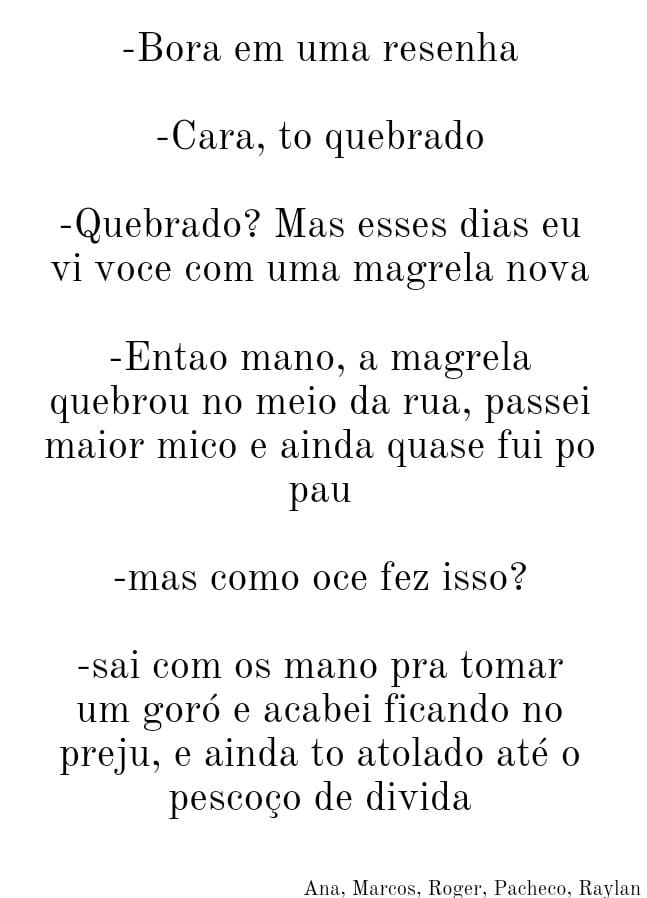 -Bora em uma resenha
-Cara, to quebrado
-Quebrado? Mas esses dias eu
vi voce com uma magrela nova
-Entao mano, a magrela
quebrou no meio da rua, passei
maior mico e ainda quase fui po
pau
-mas como oce fez isso?
-sai com os mano pra tomar
um goró e acabei ficando no
preju, e ainda to atolado até o
pescoço de divida
Ana, Marcos, Roger, Pacheco, Raylan